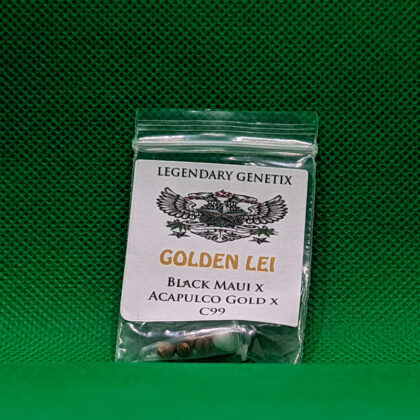 LEGENDARY GENETIX
GOLDEN LEI
BLACK MAUI X
ACAPULCO GOLD X
C99